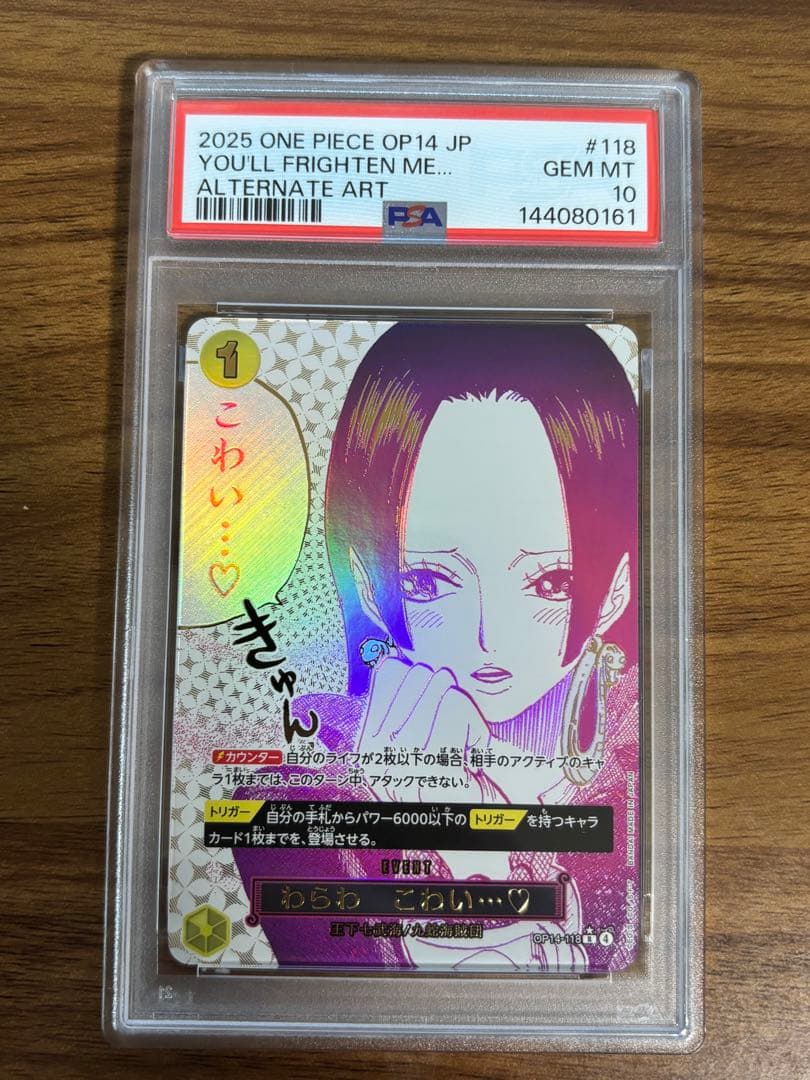 2025 ONE PIECE OP14 JP #118
YOU'LL FRIGHTEN ME... GEM MT
ALTERNATE ART 10
PSA 144080161
1
こわい…♡
きゅん
カウンター 自分のライフが2枚以下の場合、相手のアクティブのキャ
ラ1枚までは、このターン中、アタックできない。
トリガー 自分の手札からパワー6000以下の トリガー を持つキャラ
カード1枚までを、登場させる。
EVENT
わらわ こわい…♡
王下七武海/九蛇海賊団
OP14-118 R 4
BANDAI MADE IN JAPAN